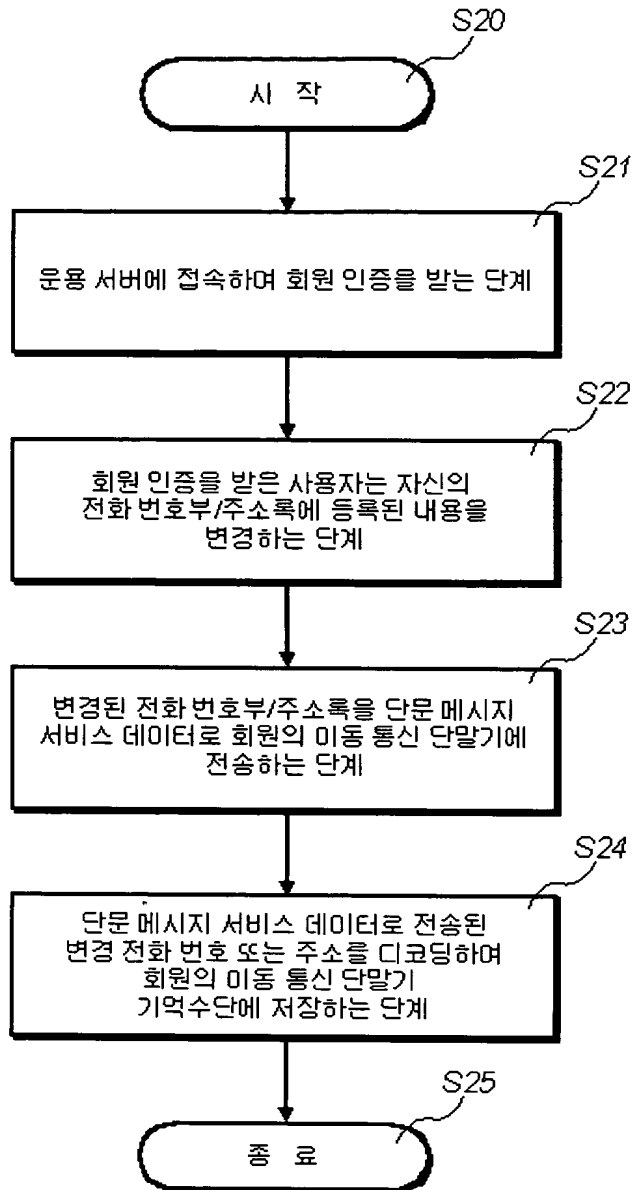 S20
시 작
S21
운용 서버에 접속하며 회원 인증을 받는 단계
S22
회원 인증을 받은 사용자는 자신의
전화 번호부/주소록에 등록된 내용을
변경하는 단계
S23
변경된 전화 번호부/주소록을 단문 메시지
서비스 데이터로 회원의 이동 통신 단말기에
전송하는 단계
S24
단문 메시지 서비스 데이터로 전송된
변경 전화 번호 또는 주소를 디코딩하며
회원의 이동 통신 단말기
기억수단에 저장하는 단계
S25
종 료